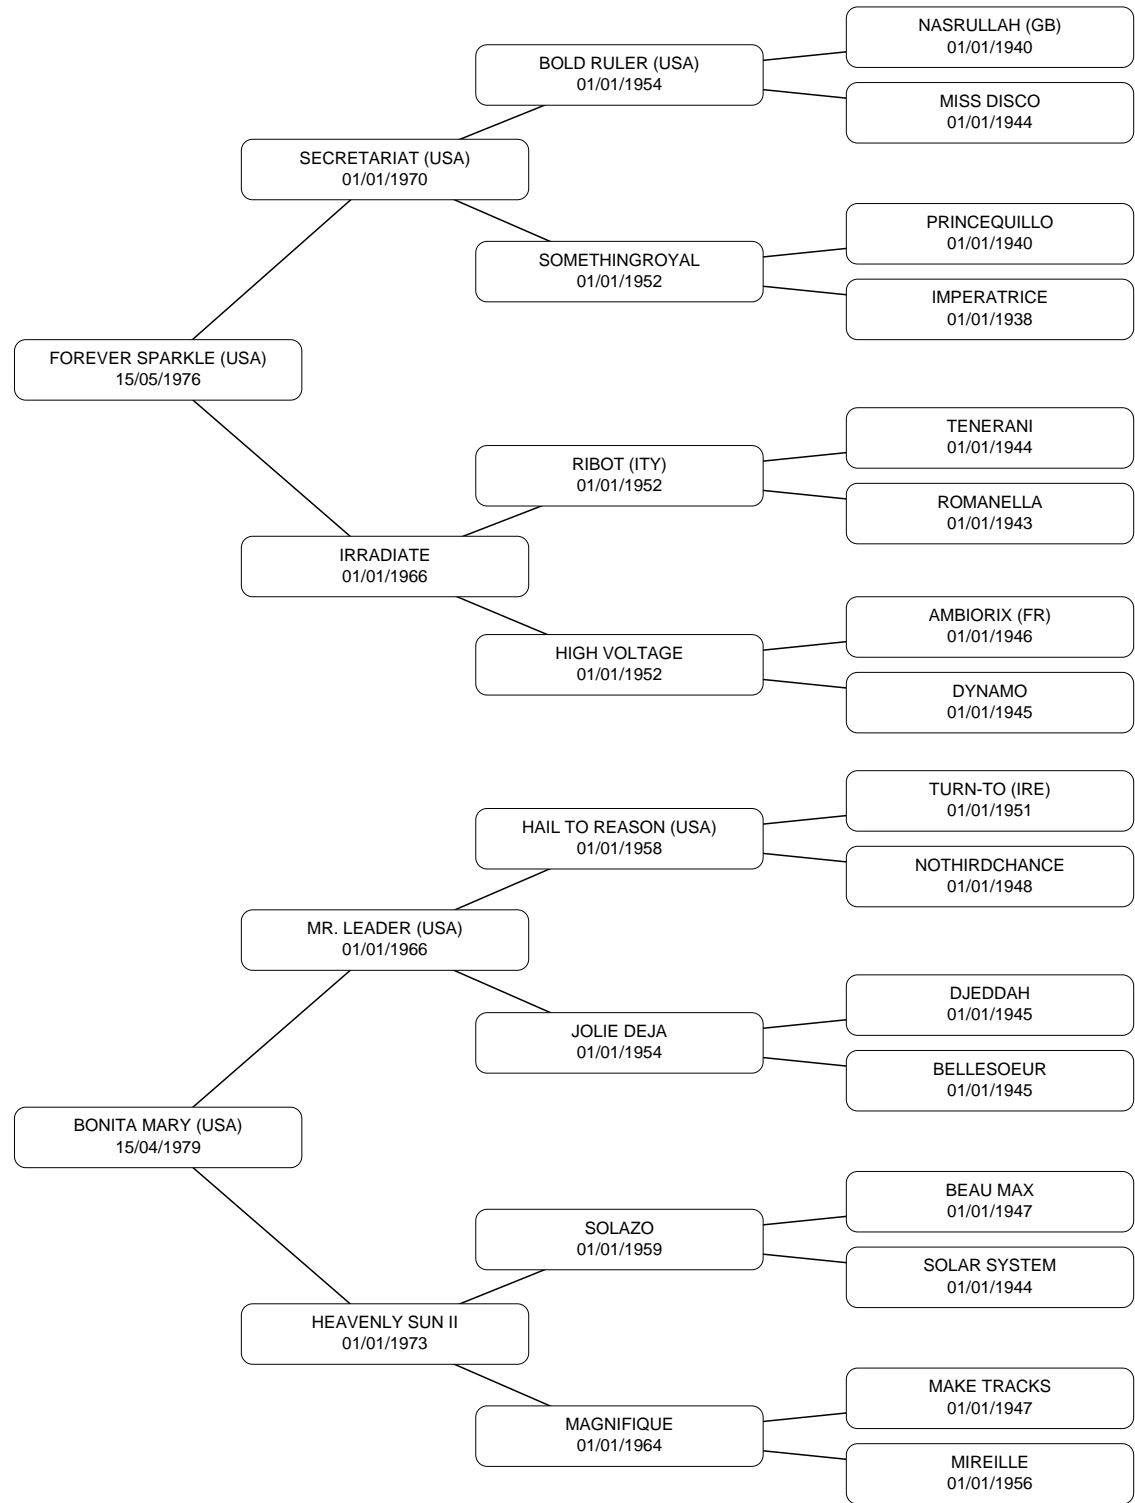 NASRULLAH (GB)
01/01/1940
BOLD RULER (USA)
01/01/1954
MISS DISCO
01/01/1944
SECRETARIAT (USA)
01/01/1970
PRINCEQUILLO
01/01/1940
SOMETHINGROYAL
01/01/1952
IMPERATRICE
01/01/1938
FOREVER SPARKLE (USA)
15/05/1976
TENERANI
01/01/1944
RIBOT (ITY)
01/01/1952
ROMANELLA
01/01/1943
IRRADIATE
01/01/1966
AMBIORIX (FR)
01/01/1946
HIGH VOLTAGE
01/01/1952
DYNAMO
01/01/1945
TURN-TO (IRE)
01/01/1951
HAIL TO REASON (USA)
01/01/1958
NOTHIRDCHANCE
01/01/1948
MR. LEADER (USA)
01/01/1966
DJEDDAH
01/01/1945
JOLIE DEJA
01/01/1954
BELLESOEUR
01/01/1945
BONITA MARY (USA)
15/04/1979
BEAU MAX
01/01/1947
SOLAZO
01/01/1959
SOLAR SYSTEM
01/01/1944
HEAVENLY SUN II
01/01/1973
MAKE TRACKS
01/01/1947
MAGNIFIQUE
01/01/1964
MIREILLE
01/01/1956